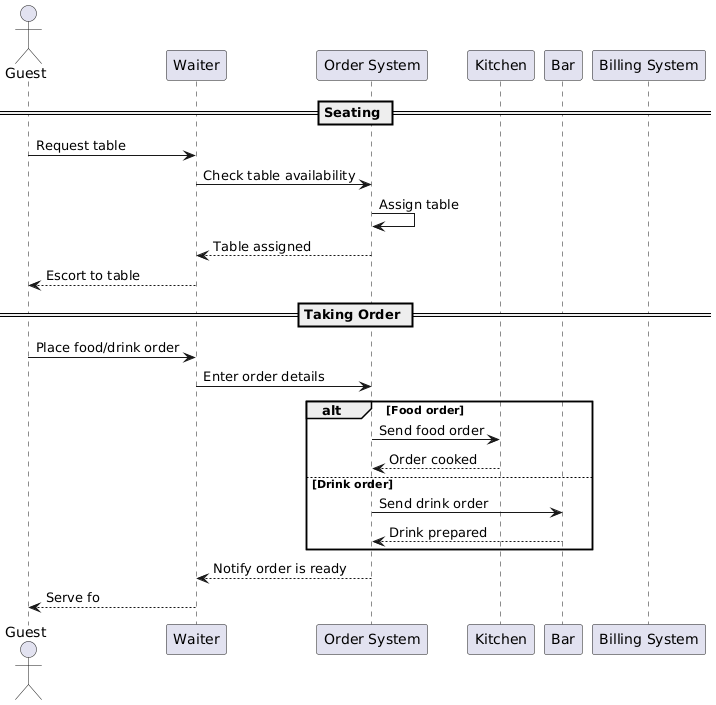 Guest
Waiter Order System Kitchen Bar Billing System
Seating
Request table
Check table availability
Assign table
Table assigned
Escort to table
Taking Order
Place food/drink order
Enter order details
alt [Food order]
Send food order
Order cooked
[Drink order]
Send drink order
Drink prepared
Notify order is ready
Serve fo
Guest
Waiter Order System Kitchen Bar Billing System